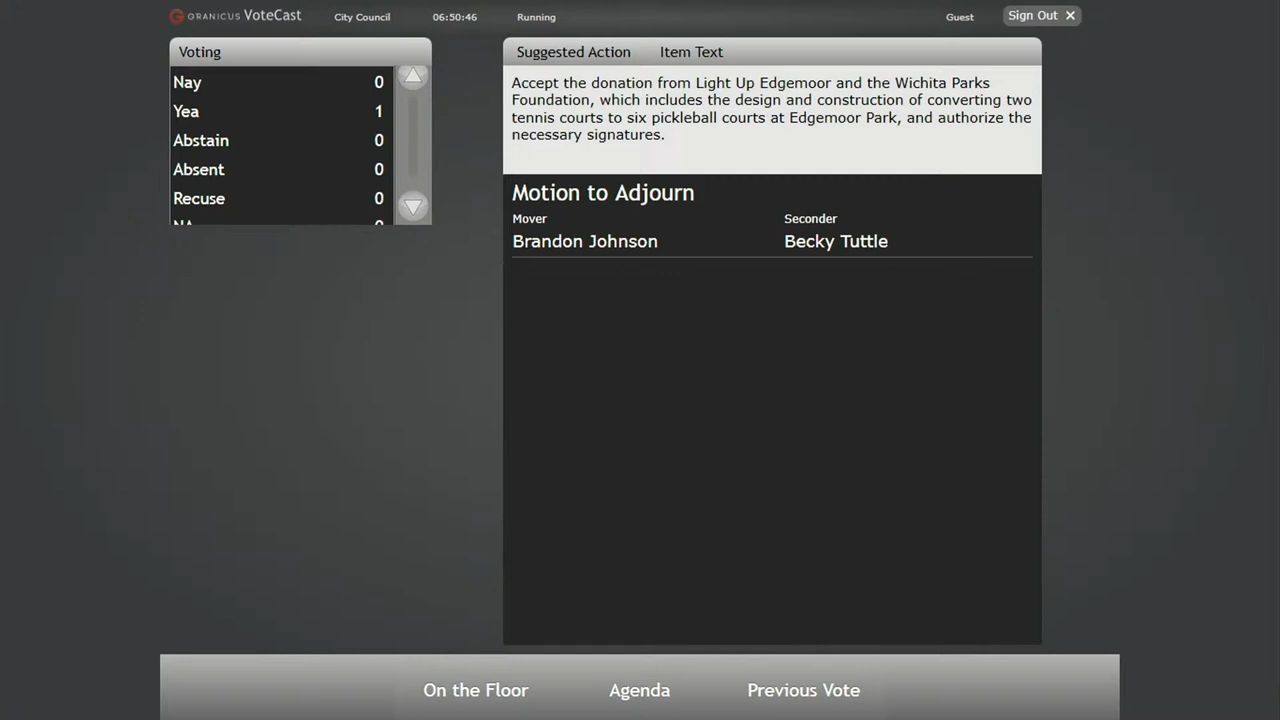 GRANICUS VoteCast City Council 06:50:46 Running Guest Sign Out X
Voting
Nay 0
Yea 1
Abstain 0
Absent 0
Recuse 0
NA 0
Suggested Action Item Text
Accept the donation from Light Up Edgemoor and the Wichita Parks
Foundation, which includes the design and construction of converting two
tennis courts to six pickleball courts at Edgemoor Park, and authorize the
necessary signatures.
Motion to Adjourn
Mover Seconder
Brandon Johnson Becky Tuttle
On the Floor Agenda Previous Vote